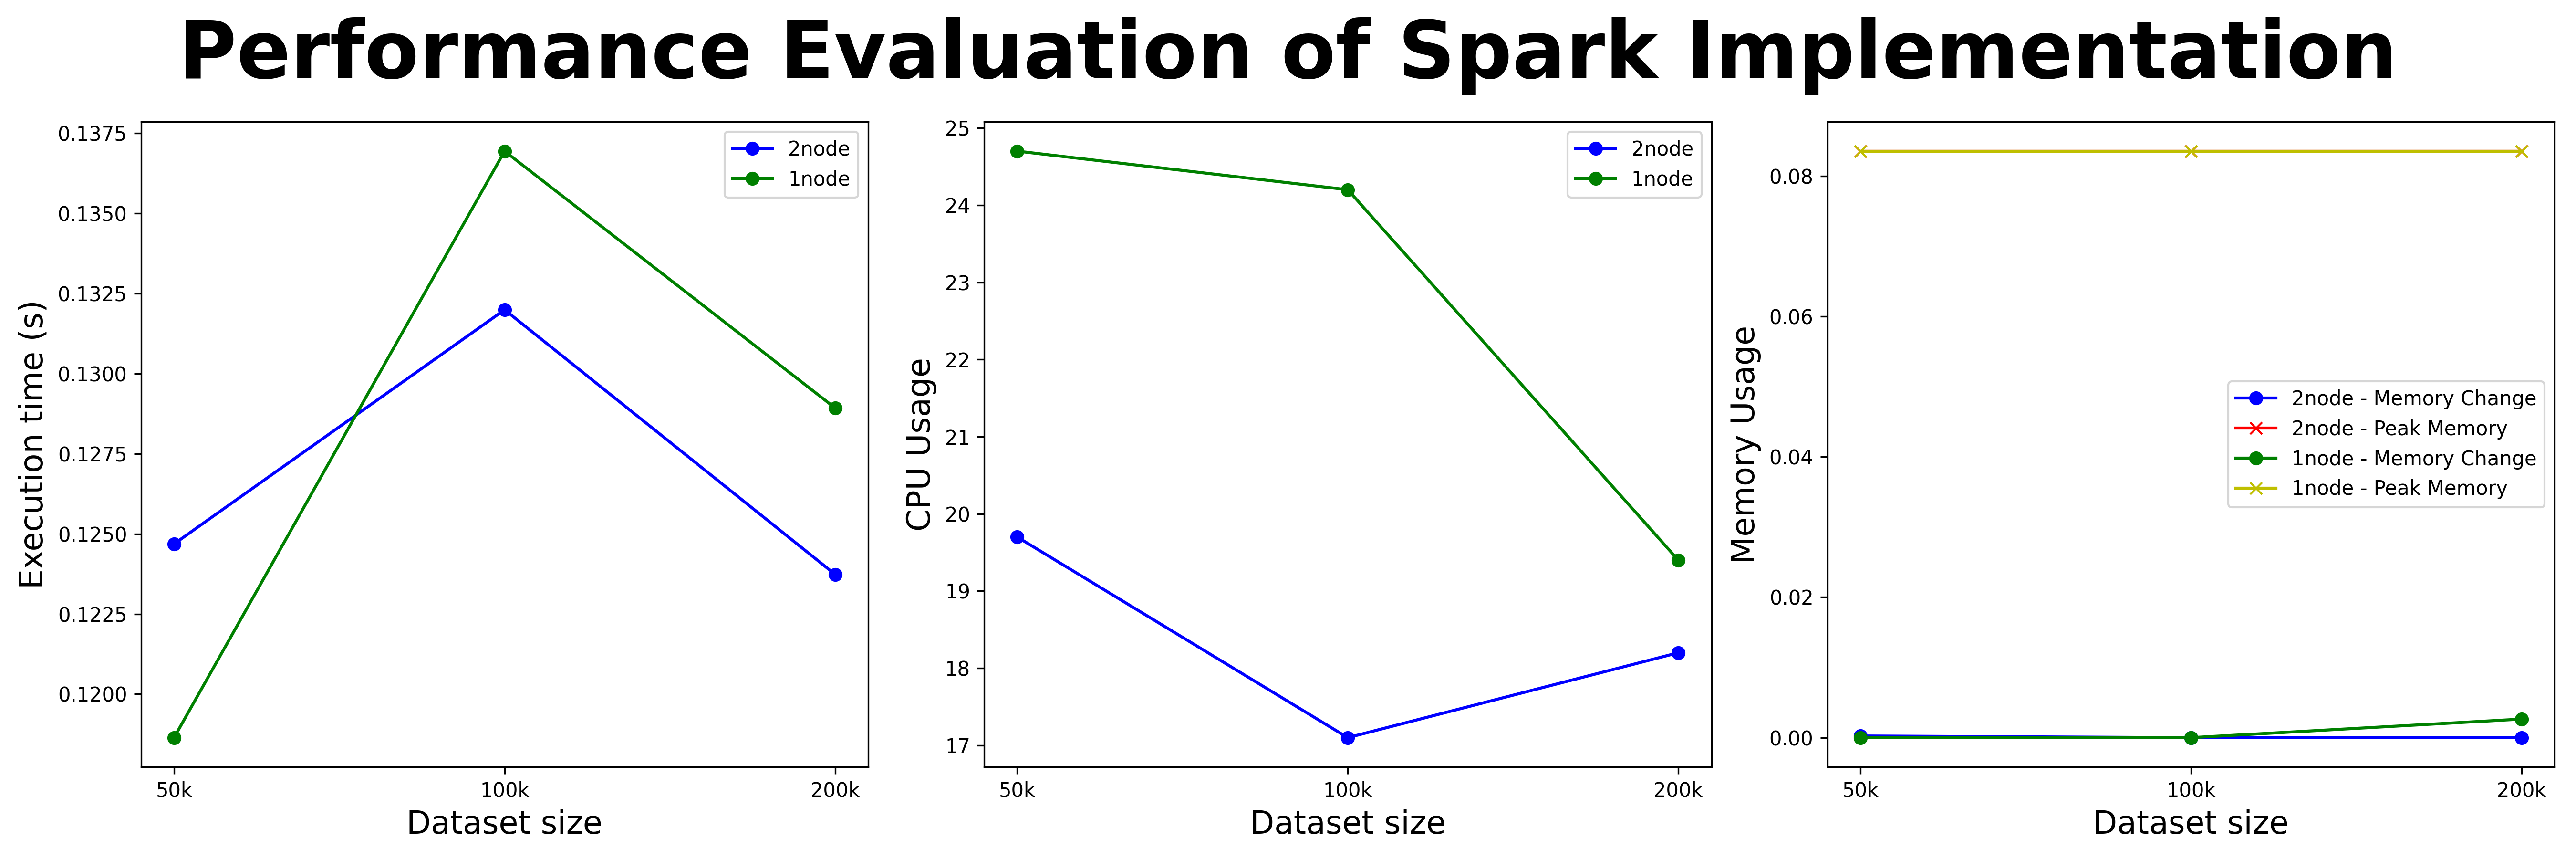 Performance Evaluation of Spark Implementation
0.1375
0.1350
0.1325
0.1300
0.1275
0.1250
0.1225
0.1200
Execution time (s)
50k 100k 200k
Dataset size
2node
1node
25
24
23
22
21
20
19
18
17
CPU Usage
50k 100k 200k
Dataset size
2node
1node
0.08
0.06
0.04
0.02
0.00
Memory Usage
50k 100k 200k
Dataset size
2node - Memory Change
2node - Peak Memory
1node - Memory Change
1node - Peak Memory